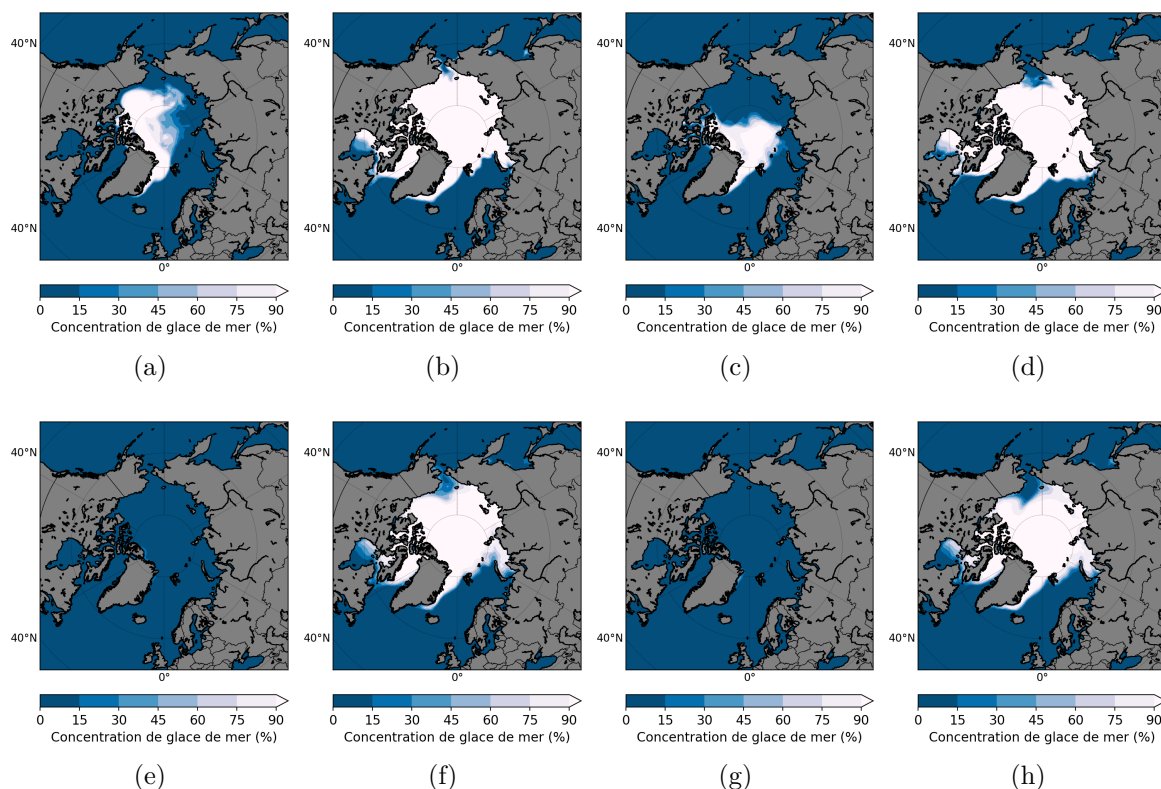 40°N 40°N 40°N 40°N
40°N 40°N 40°N 40°N
0° 0° 0° 0°
0 15 30 45 60 75 90 0 15 30 45 60 75 90 0 15 30 45 60 75 90 0 15 30 45 60 75 90
Concentration de glace de mer (%) Concentration de glace de mer (%) Concentration de glace de mer (%) Concentration de glace de mer (%)
(a) (b) (c) (d)
40°N 40°N 40°N 40°N
40°N 40°N 40°N 40°N
0° 0° 0° 0°
0 15 30 45 60 75 90 0 15 30 45 60 75 90 0 15 30 45 60 75 90 0 15 30 45 60 75 90
Concentration de glace de mer (%) Concentration de glace de mer (%) Concentration de glace de mer (%) Concentration de glace de mer (%)
(e) (f) (g) (h)